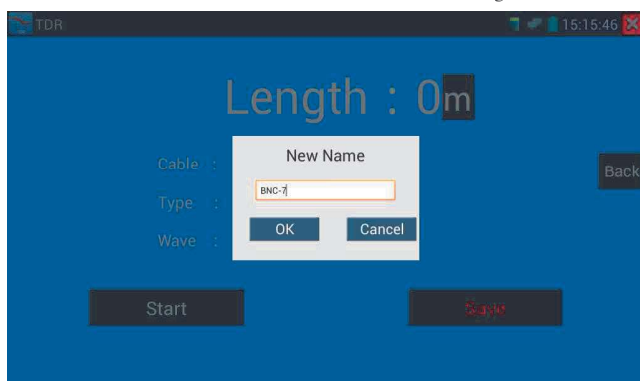 TDR 15:15:46
Length : 0m
New Name
Cable :
BNC-7
Back
Type :
OK Cancel
Wave :
Start Save